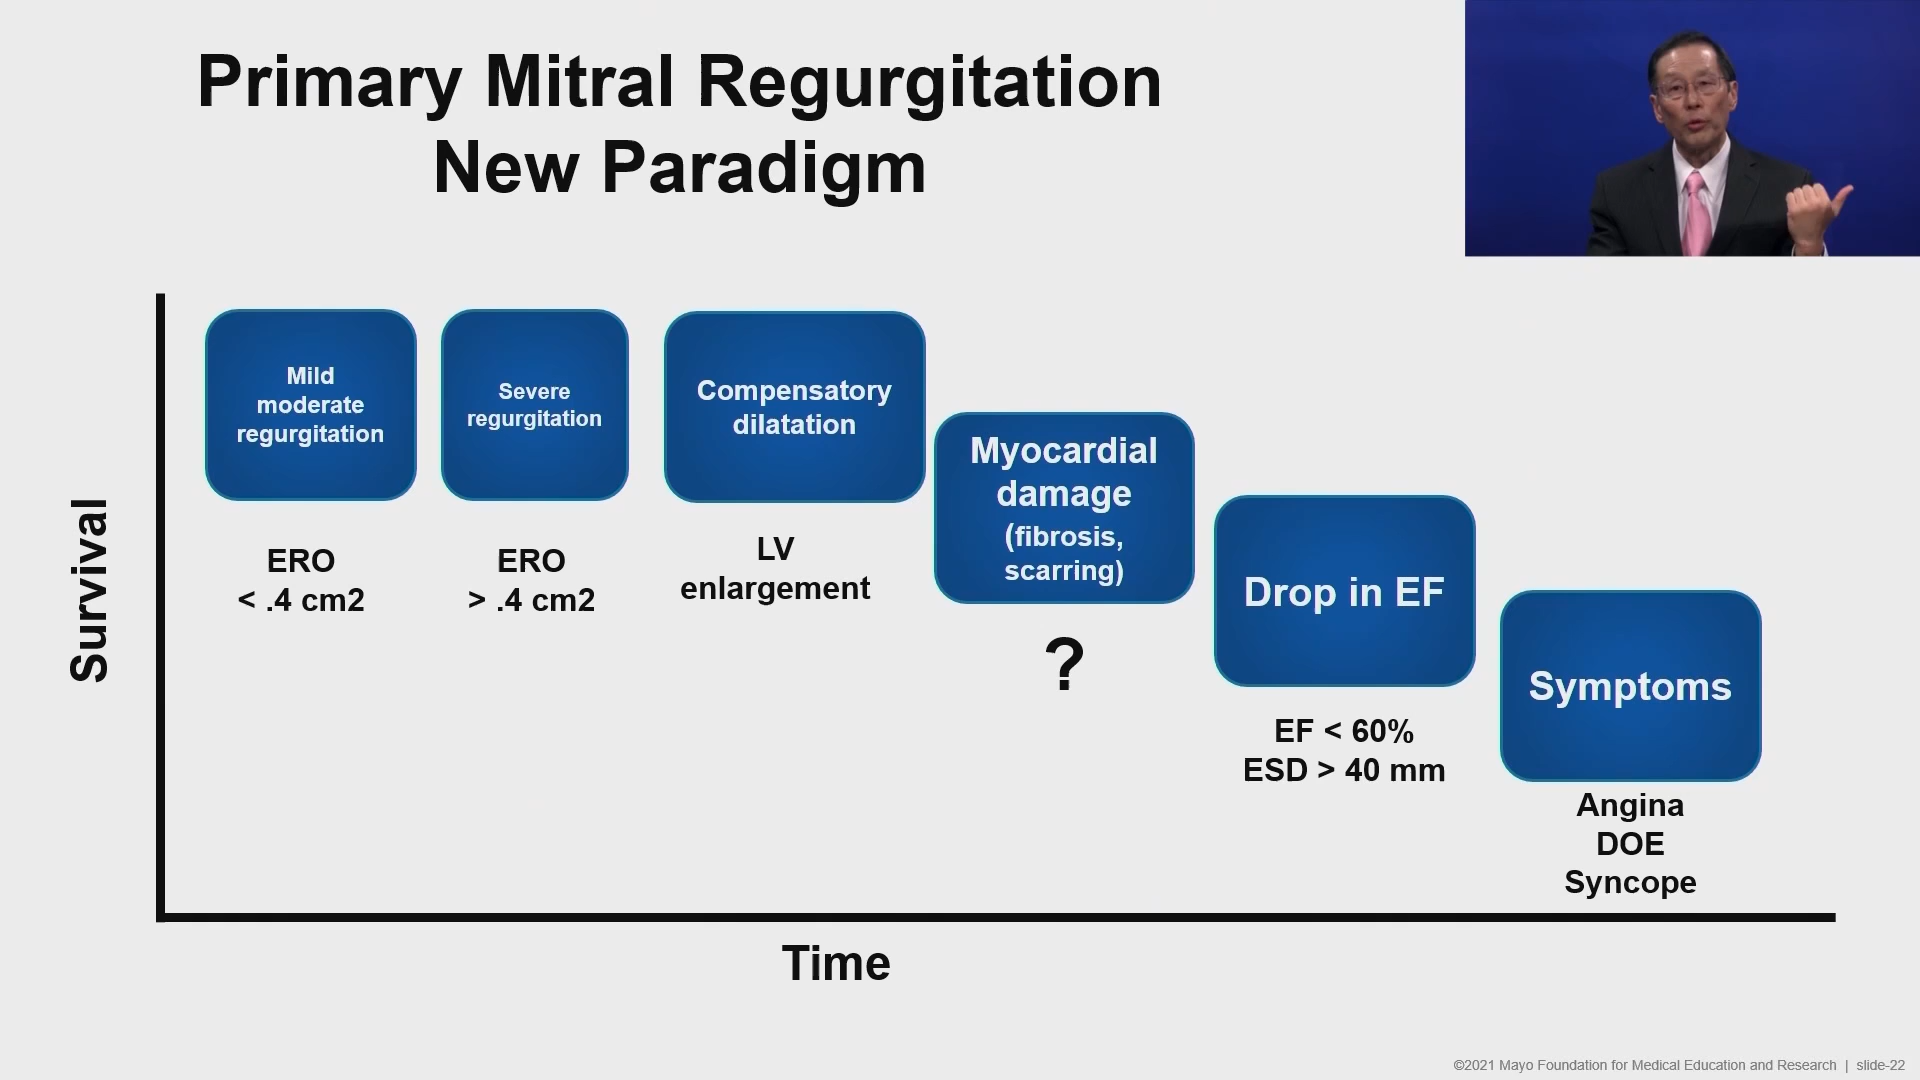 Primary Mitral Regurgitation
New Paradigm
Survival
Mild
moderate
regurgitation
ERO
< .4 cm2
Severe
regurgitation
ERO
> .4 cm2
Compensatory
dilatation
LV
enlargement
Myocardial
damage
(fibrosis,
scarring)
?
Drop in EF
EF < 60%
ESD > 40 mm
Symptoms
Angina
DOE
Syncope
Time
©2021 Mayo Foundation for Medical Education and Research | slide-22